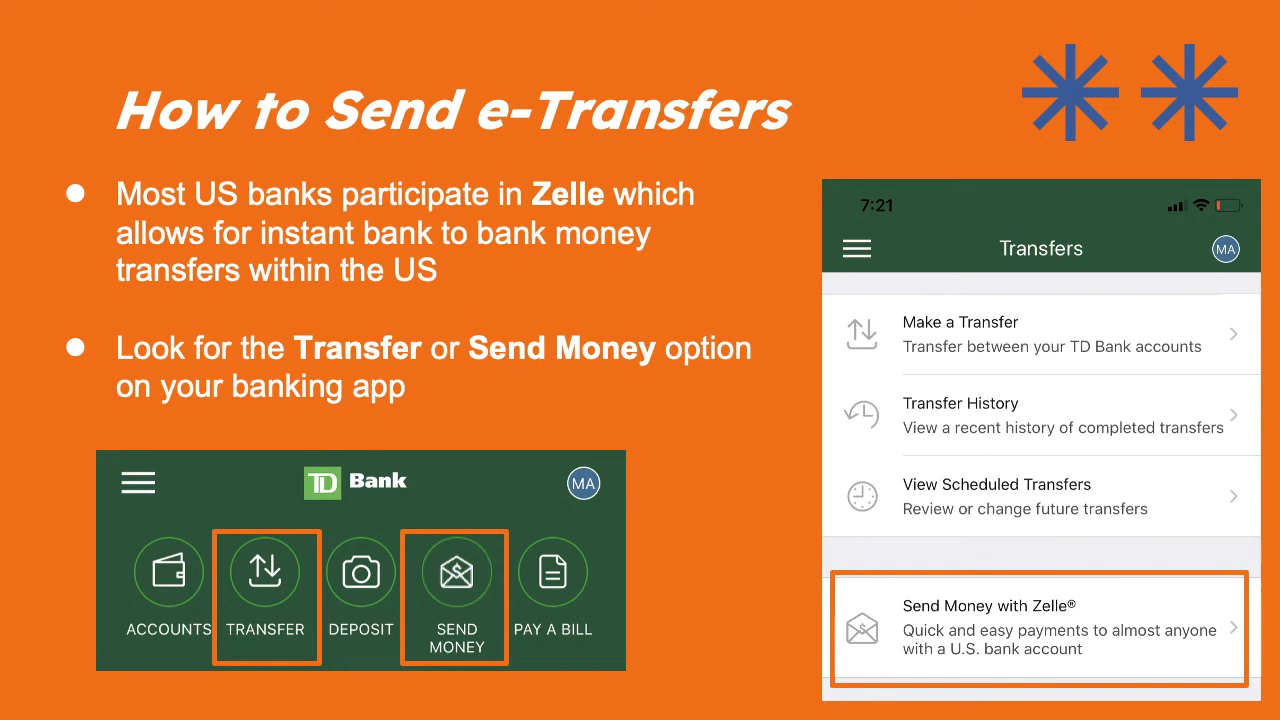 How to Send e-Transfers
● Most US banks participate in Zelle which
allows for instant bank to bank money
transfers within the US
● Look for the Transfer or Send Money option
on your banking app
TD Bank
MA
ACCOUNTS
TRANSFER
DEPOSIT
SEND
MONEY
PAY A BILL
7:21
Transfers
MA
Make a Transfer
Transfer between your TD Bank accounts
Transfer History
View a recent history of completed transfers
View Scheduled Transfers
Review or change future transfers
Send Money with Zelle®
Quick and easy payments to almost anyone
with a U.S. bank account